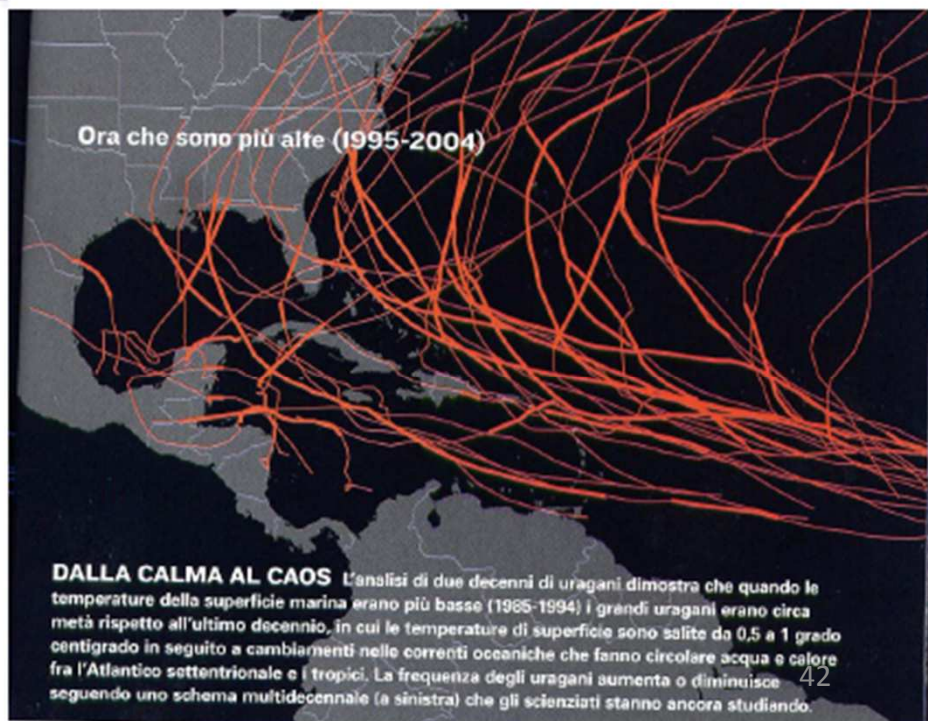 Ora che sono più alte (1995-2004)
DALLA CALMA AL CAOS L'analisi di due decenni di uragani dimostra che quando le
temperature della superficie marina erano più basse (1985-1994) i grandi uragani erano circa
metà rispetto all'ultimo decennio, in cui le temperature di superficie sono salite da 0,5 a 1 grado
centigrado in seguito a cambiamenti nelle correnti oceaniche che fanno circolare acqua e calore
fra l'Atlantico settentrionale e i tropici. La frequenza degli uragani aumenta o diminuisce
seguendo uno schema multidecennale (a sinistra) che gli scienziati stanno ancora studiando.
42